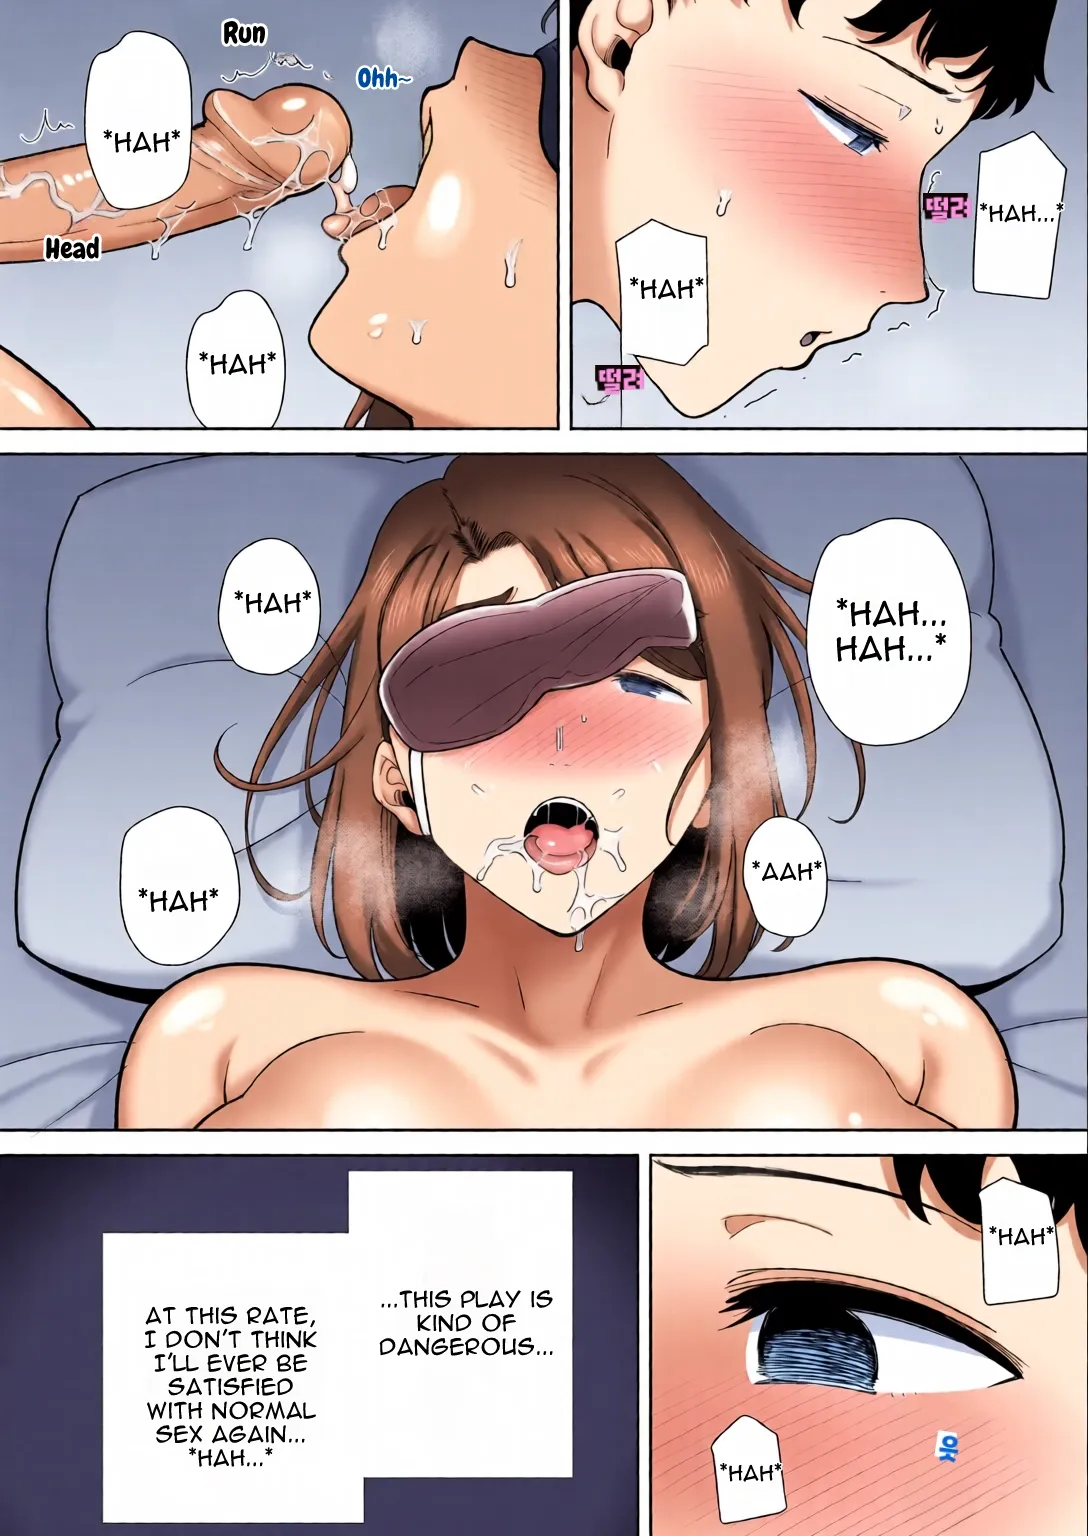 Run
Ohh~
*HAH*
Head
*HAH*
떨려
*HAH...*
*HAH*
떨려
*HAH*
*HAH...
HAH...*
*HAH*
*AAH*
...THIS PLAY IS
KIND OF
DANGEROUS...
AT THIS RATE,
I DON'T THINK
I'LL EVER BE
SATISFIED
WITH NORMAL
SEX AGAIN...
*HAH...*
*HAH*
*HAH*